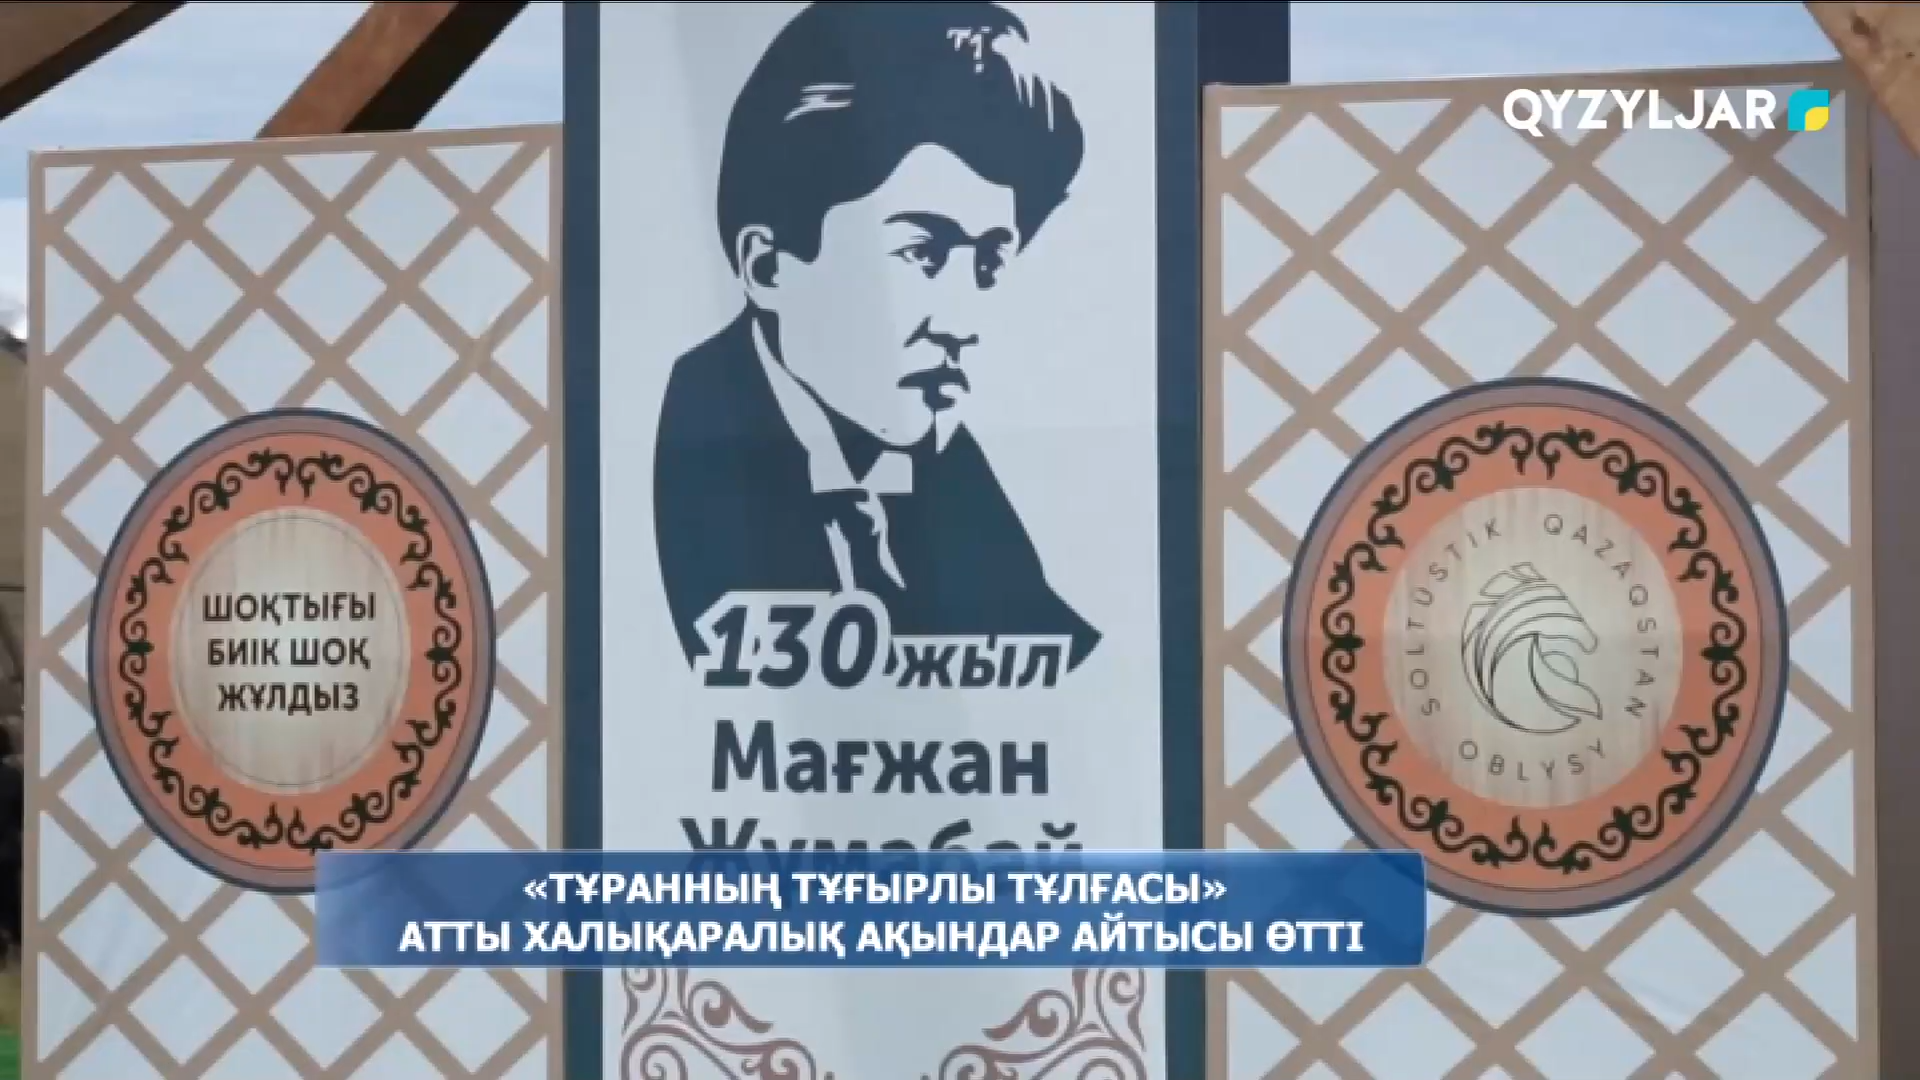 QYZYLJAR
ШОҚТЫҒЫ
БИІК ШОҚ
ЖҰЛДЫЗ
130 жыл
Мағжан
Жұмабай
SOLTÚSTIK QAZAQSTAN OBLYSY
«ТҰРАННЫҢ ТҰҒЫРЛЫ ТҰЛҒАСЫ»
АТТЫ ХАЛЫҚАРАЛЫҚ АҚЫНДАР АЙТЫСЫ ӨТТІ